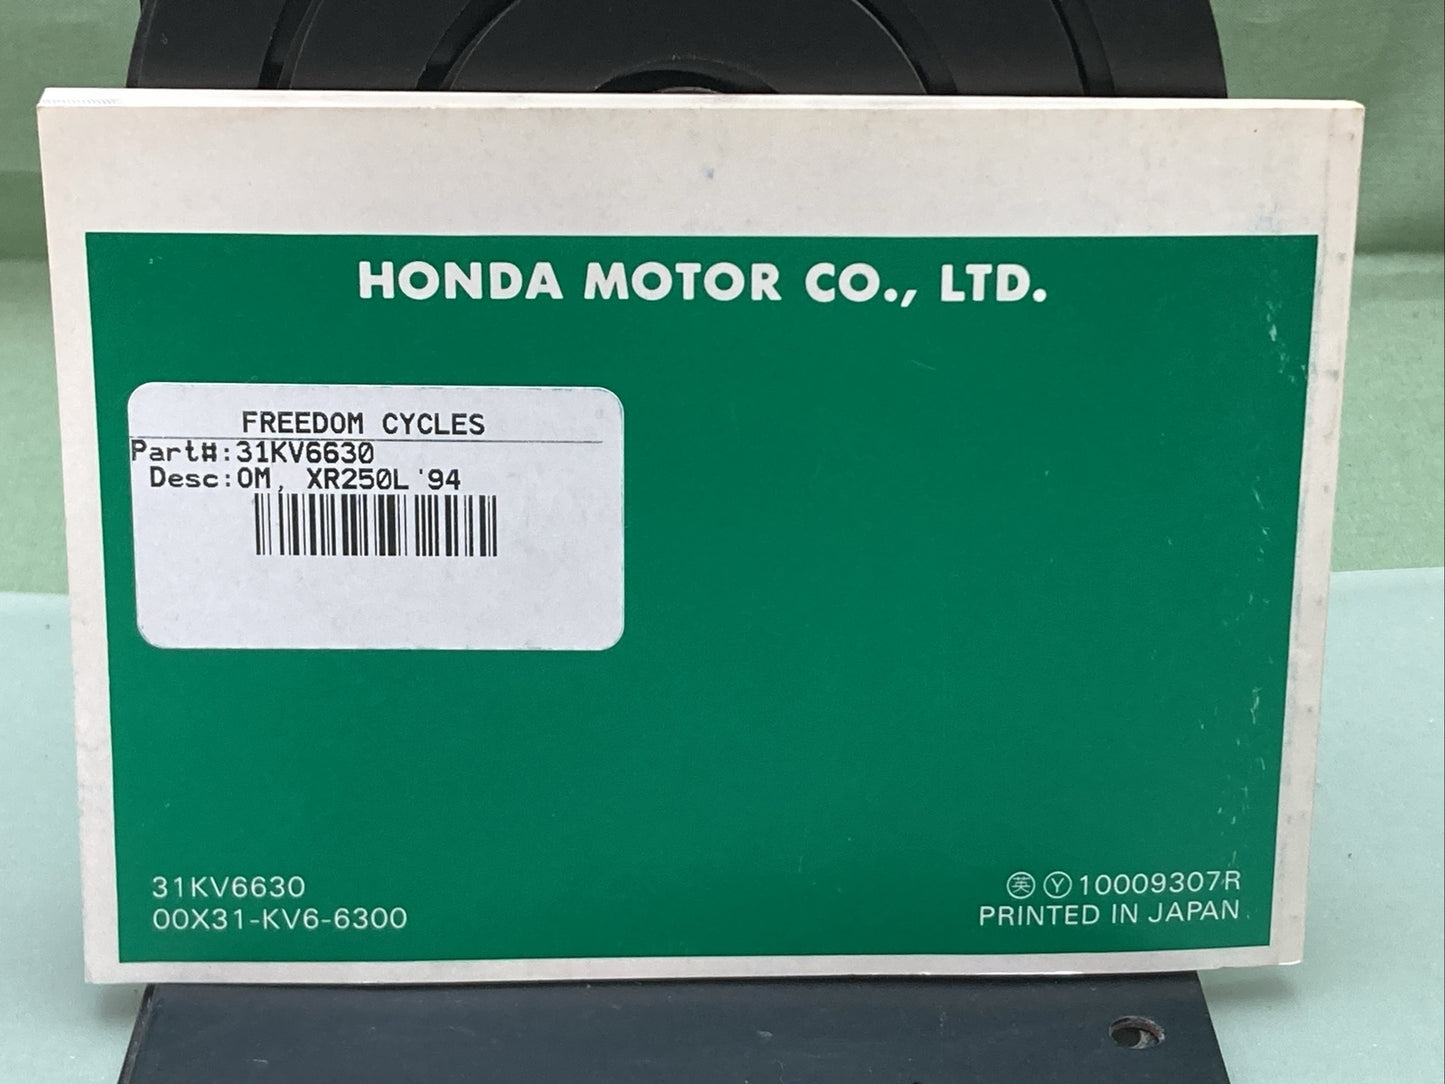 HONDA MOTOR CO., LTD.
FREEDOM CYCLES
Part#:31KV6630
Desc:OM, XR250L '94
31KV6630
00X31-KV6-6300
英 Y 10009307R
PRINTED IN JAPAN